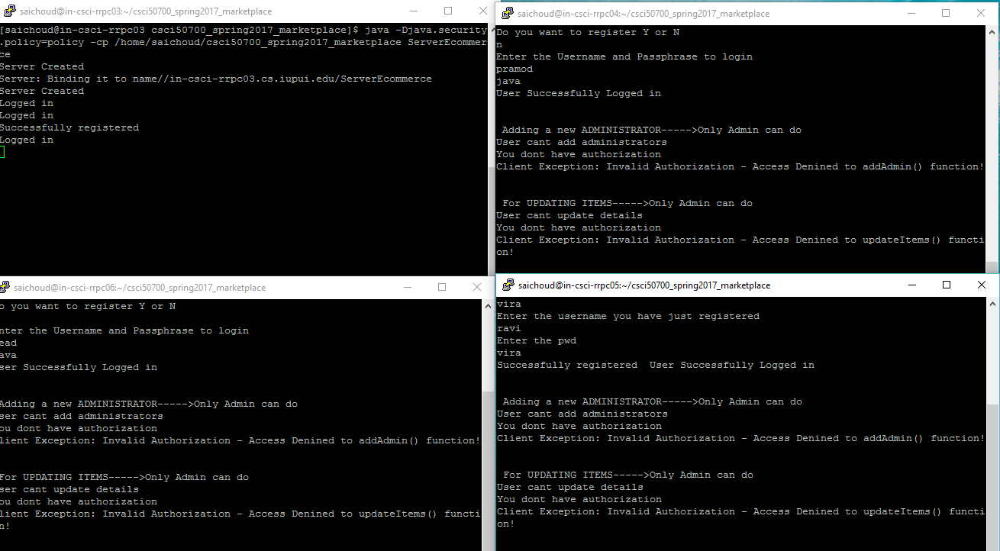 saichoud@in-csci-rrpc03:~/csci50700_spring2017_marketplace
[saichoud@in-csci-rrpc03 csci50700_spring2017_marketplace]$ java -Djava.security
.policy=policy -cp /home/saichoud/csci50700_spring2017_marketplace ServerEcommer
ce
Server Created
Server: Binding it to name//in-csci-rrpc03.cs.iupui.edu/ServerEcommerce
Server Created
Logged in
Logged in
Successfully registered
Logged in
saichoud@in-csci-rrpc04:~/csci50700_spring2017_marketplace
Do you want to register Y or N
n
Enter the Username and Passphrase to login
pramod
java
User Successfully Logged in
Adding a new ADMINISTRATOR----->Only Admin can do
User cant add administrators
You dont have authorization
Client Exception: Invalid Authorization - Access Denined to addAdmin() function!
For UPDATING ITEMS----->Only Admin can do
User cant update details
You dont have authorization
Client Exception: Invalid Authorization - Access Denined to updateItems() functi
on!
saichoud@in-csci-rrpc06:~/csci50700_spring2017_marketplace
o you want to register Y or N
nter the Username and Passphrase to login
ead
ava
ser Successfully Logged in
Adding a new ADMINISTRATOR----->Only Admin can do
ser cant add administrators
ou dont have authorization
lient Exception: Invalid Authorization - Access Denined to addAdmin() function!
For UPDATING ITEMS----->Only Admin can do
ser cant update details
ou dont have authorization
lient Exception: Invalid Authorization - Access Denined to updateItems() functi
n!
saichoud@in-csci-rrpc05:~/csci50700_spring2017_marketplace
vira
Enter the username you have just registered
ravi
Enter the pwd
vira
Successfully registered  User Successfully Logged in
Adding a new ADMINISTRATOR----->Only Admin can do
User cant add administrators
You dont have authorization
Client Exception: Invalid Authorization - Access Denined to addAdmin() function!
For UPDATING ITEMS----->Only Admin can do
User cant update details
You dont have authorization
Client Exception: Invalid Authorization - Access Denined to updateItems() functi
on!